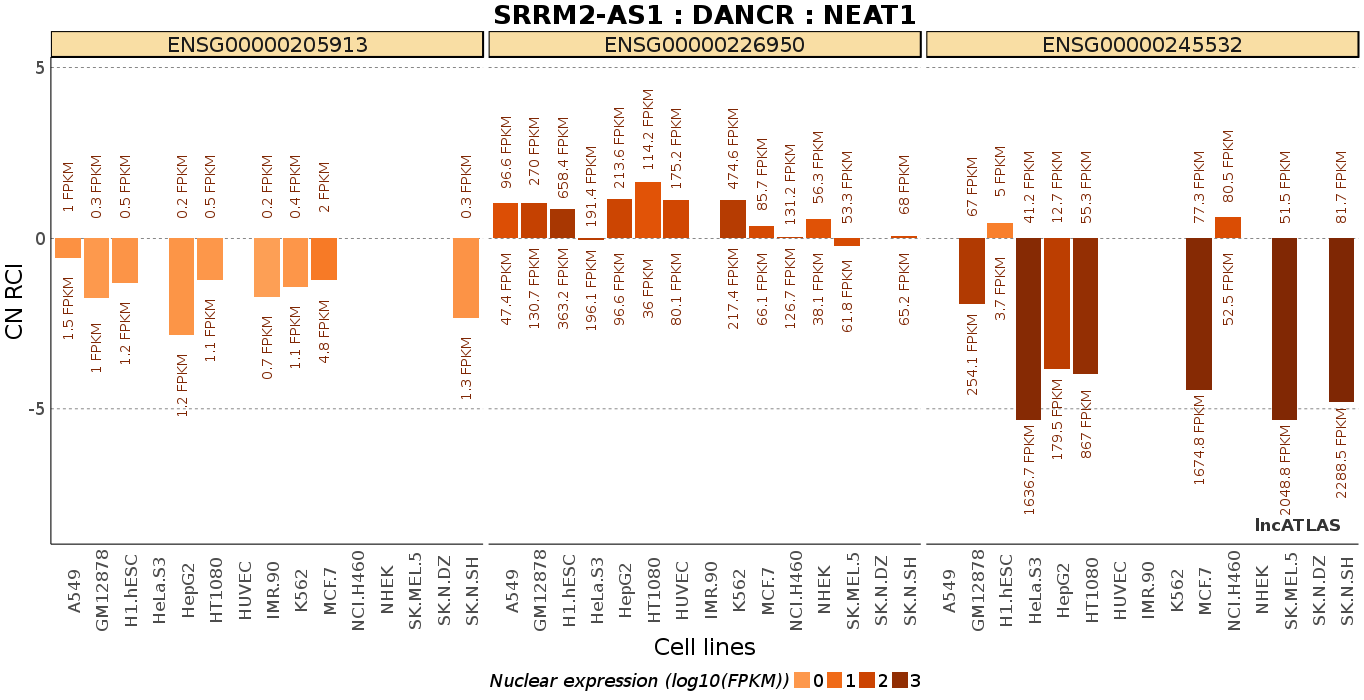 SRRM2-AS1 : DANCR : NEAT1
ENSG00000205913 ENSG00000226950 ENSG00000245532
CN RCI
5
0
-5
1 FPKM 0.3 FPKM 0.5 FPKM 0.2 FPKM 0.5 FPKM 0.2 FPKM 0.4 FPKM 2 FPKM 0.3 FPKM
1.5 FPKM 1 FPKM 1.2 FPKM 1.2 FPKM 1.1 FPKM 0.7 FPKM 1.1 FPKM 4.8 FPKM 1.3 FPKM
96.6 FPKM 270 FPKM 658.4 FPKM 191.4 FPKM 213.6 FPKM 114.2 FPKM 175.2 FPKM 474.6 FPKM 85.7 FPKM 131.2 FPKM 56.3 FPKM 53.3 FPKM 68 FPKM
47.4 FPKM 130.7 FPKM 363.2 FPKM 196.1 FPKM 96.6 FPKM 36 FPKM 80.1 FPKM 217.4 FPKM 66.1 FPKM 126.7 FPKM 38.1 FPKM 61.8 FPKM 65.2 FPKM
67 FPKM 5 FPKM 41.2 FPKM 12.7 FPKM 55.3 FPKM 77.3 FPKM 80.5 FPKM 51.5 FPKM 81.7 FPKM
254.1 FPKM 3.7 FPKM 1636.7 FPKM 179.5 FPKM 867 FPKM 1674.8 FPKM 52.5 FPKM 2048.8 FPKM 2288.5 FPKM
lncATLAS
A549 GM12878 H1.hESC HeLa.S3 HepG2 HT1080 HUVEC IMR.90 K562 MCF.7 NCI.H460 NHEK SK.MEL.5 SK.N.DZ SK.N.SH
A549 GM12878 H1.hESC HeLa.S3 HepG2 HT1080 HUVEC IMR.90 K562 MCF.7 NCI.H460 NHEK SK.MEL.5 SK.N.DZ SK.N.SH
A549 GM12878 H1.hESC HeLa.S3 HepG2 HT1080 HUVEC IMR.90 K562 MCF.7 NCI.H460 NHEK SK.MEL.5 SK.N.DZ SK.N.SH
Cell lines
Nuclear expression (log10(FPKM)) 0 1 2 3